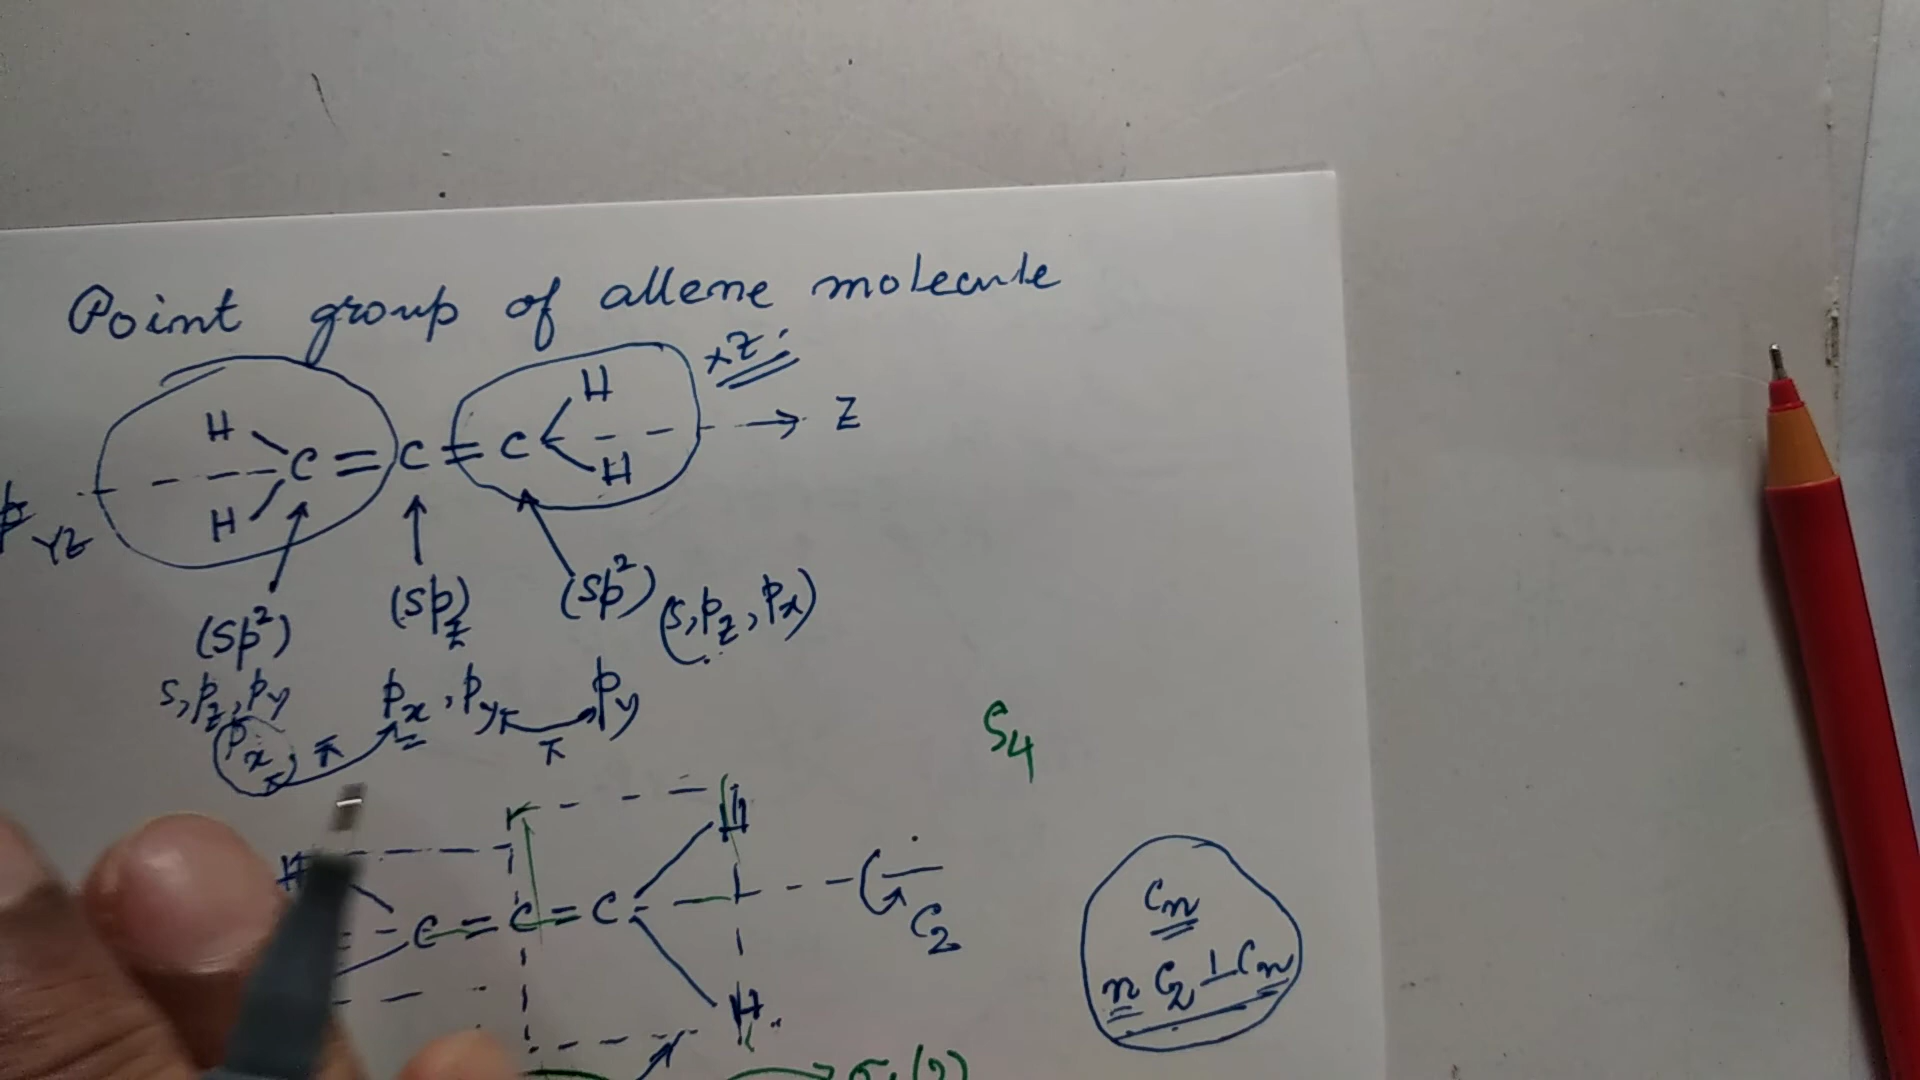 Point group of allene molecule
xz
H H
C = C = C → z
H H
yz
(sp²) (sp) (sp²) (s, pz, px)
z
s, pz, py px, py py
px π π
S4
H H
C = C = C C2
H
Cn
n C2 ⊥ Cn